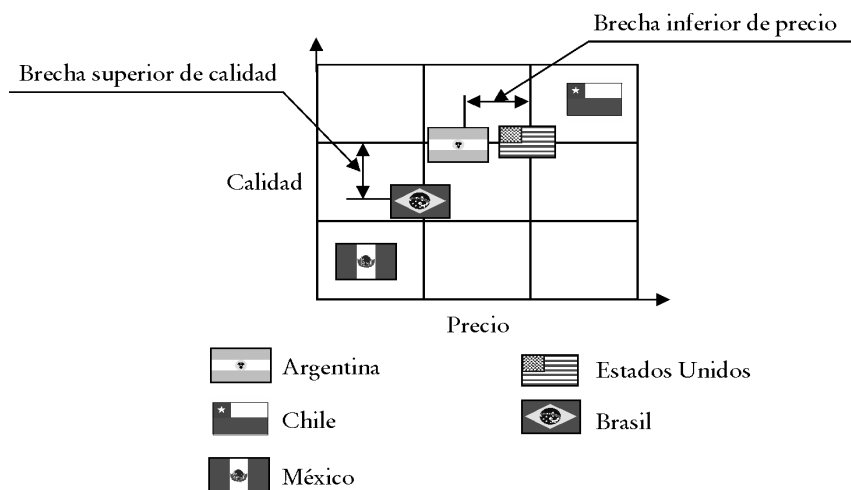 Brecha inferior de precio
Brecha superior de calidad
Calidad
Precio
Argentina
Estados Unidos
Chile
Brasil
México